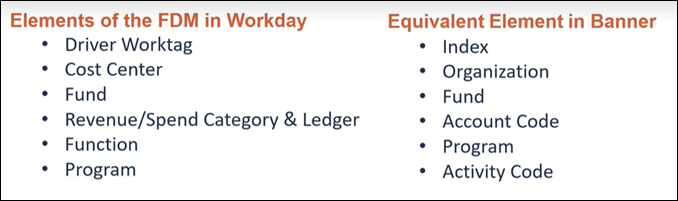 Elements of the FDM in Workday
• Driver Worktag
• Cost Center
• Fund
• Revenue/Spend Category & Ledger
• Function
• Program
Equivalent Element in Banner
• Index
• Organization
• Fund
• Account Code
• Program
• Activity Code